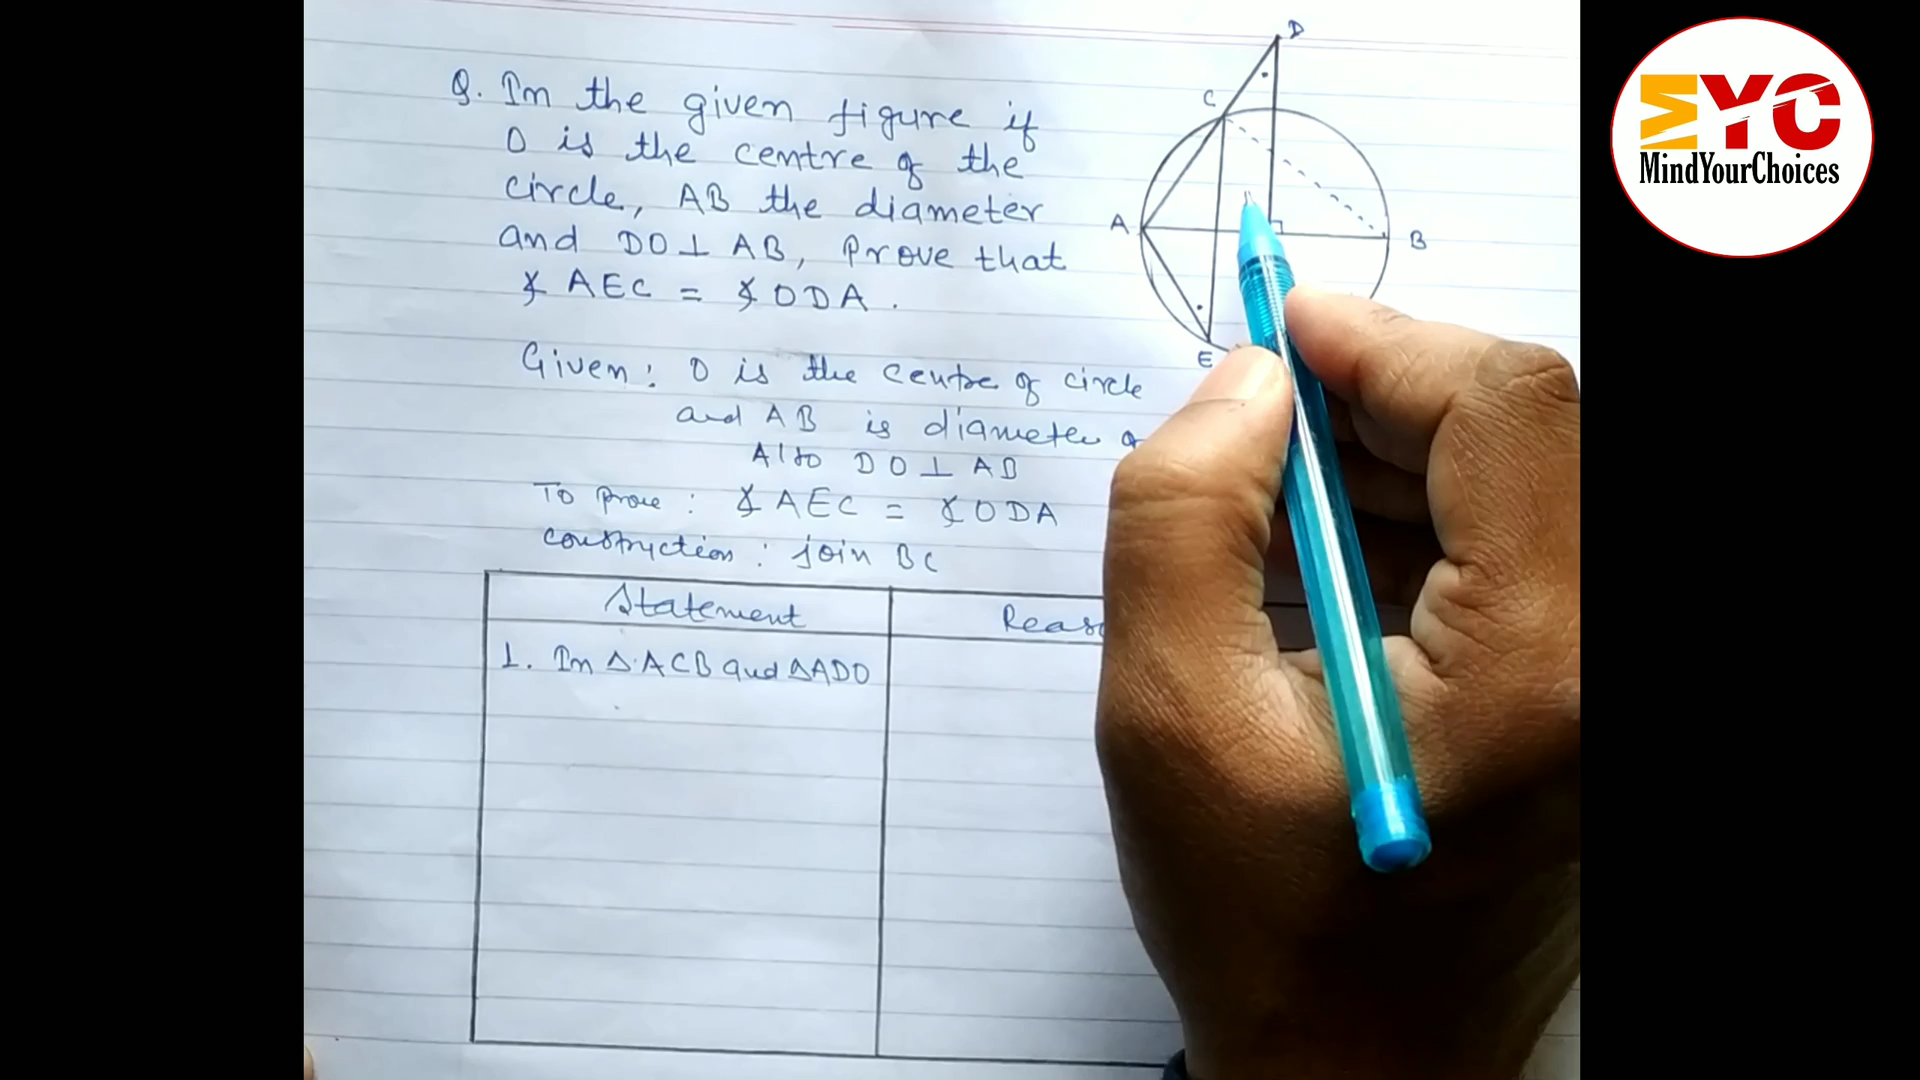 Q. In the given figure if
O is the centre of the
circle, AB the diameter
and DO ⊥ AB, Prove that
∡ AEC = ∡ ODA.
Given: O is the centre of circle
and AB is diameter
Also DO ⊥ AB
To prove: ∡ AEC = ∡ ODA
construction: join BC
Statement
Reaso
1. In Δ ACB and Δ ADO
D
C
A
B
E
MYC
MindYourChoices